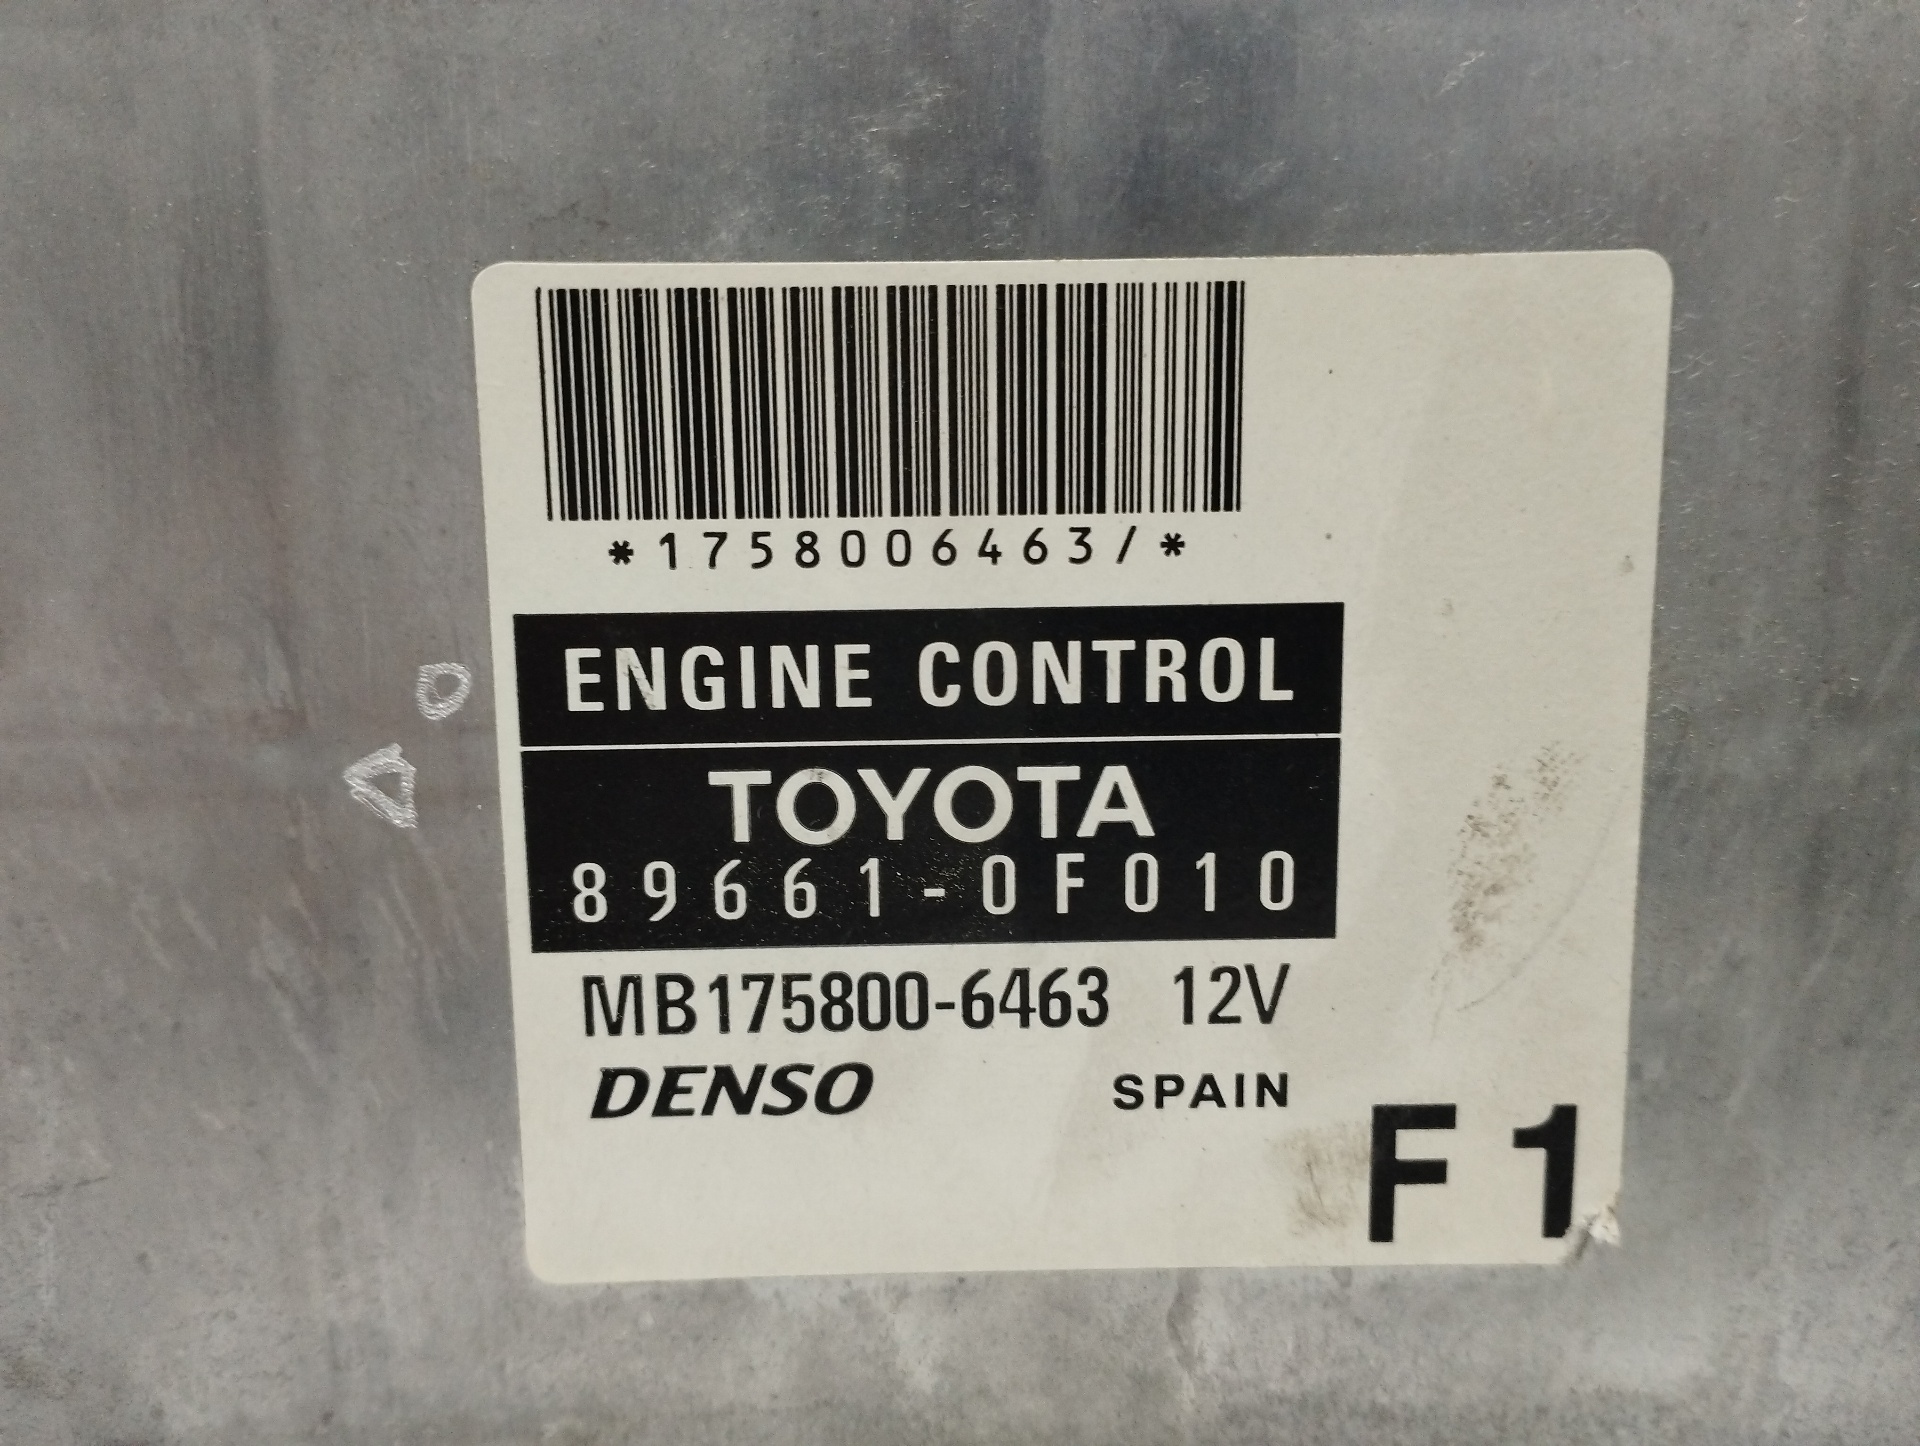 *1758006463/*
ENGINE CONTROL
TOYOTA
89661-0F010
MB175800-6463 12V
DENSO SPAIN
F1